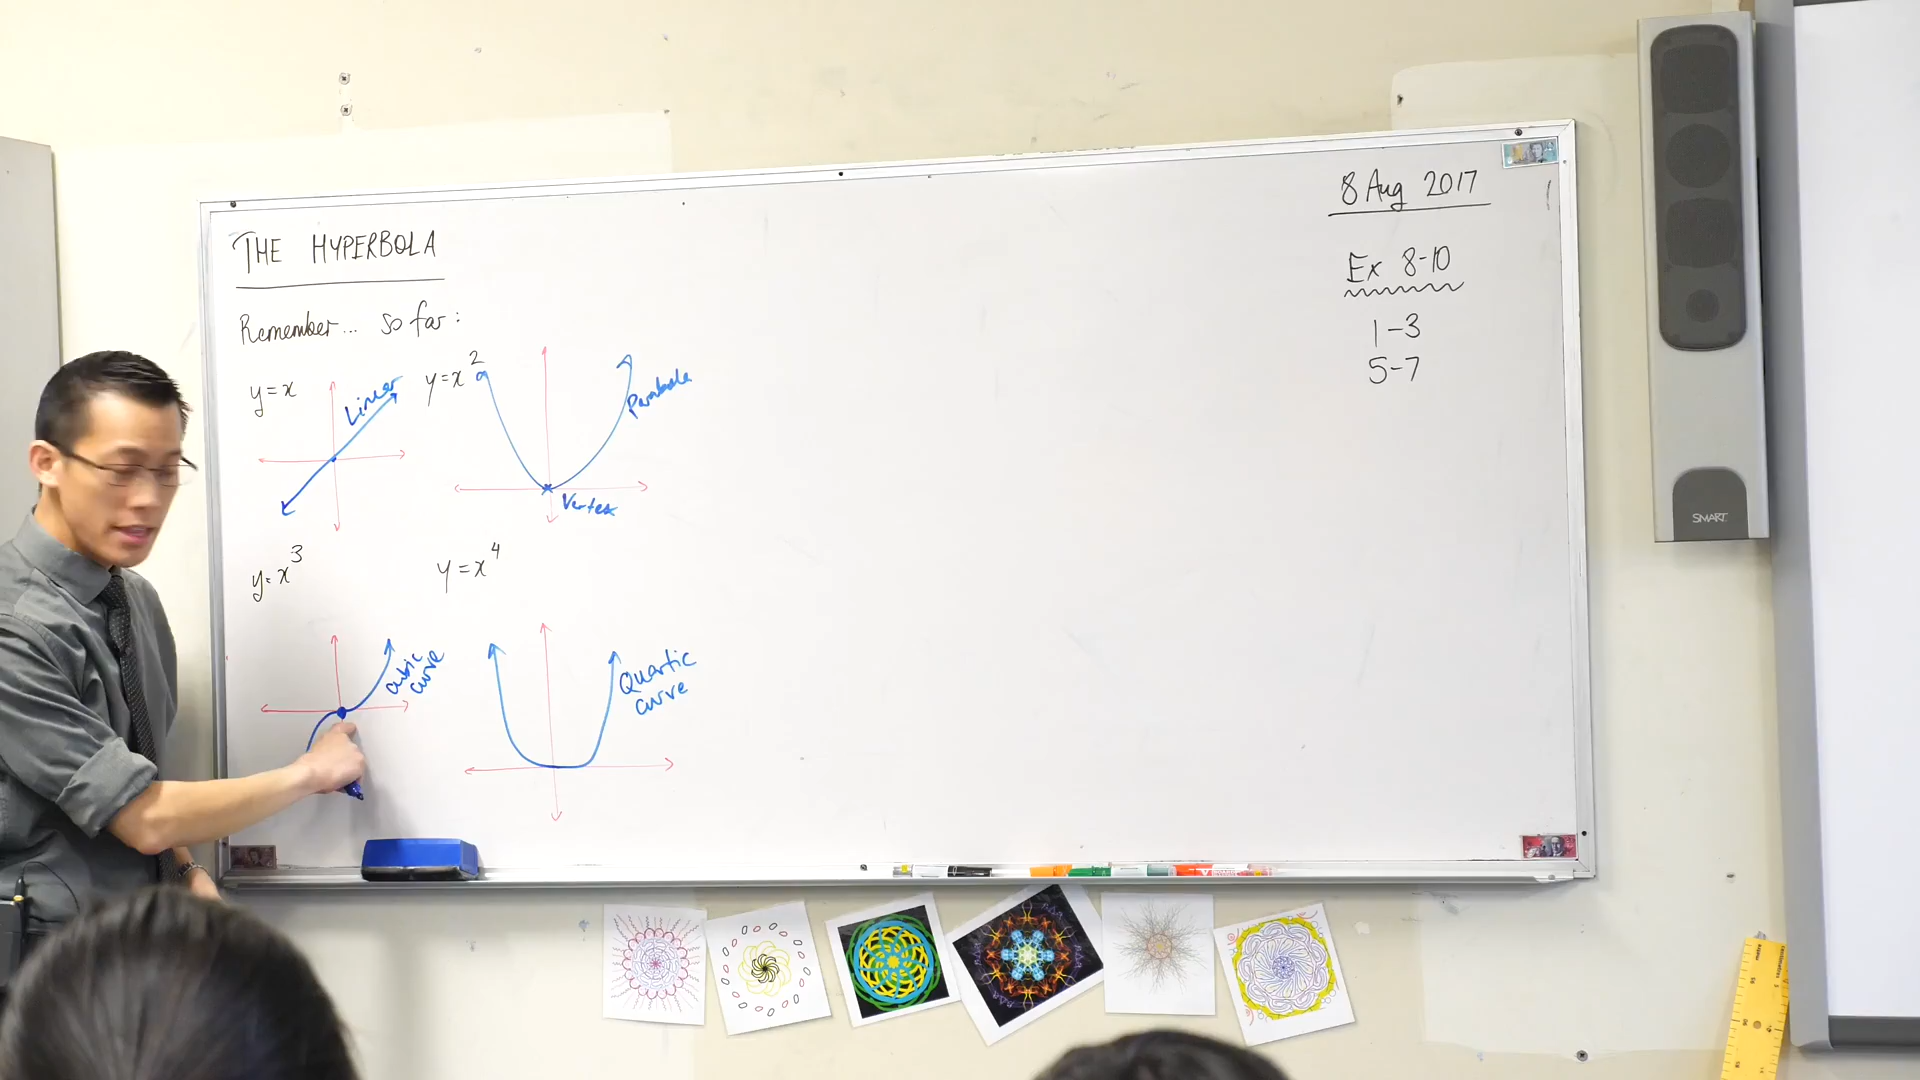 THE HYPERBOLA
Remember... so far:
y=x
Linear
y=x²
Parabola
Vertex
y=x³
cubic
curve
y=x⁴
Quartic
curve
8 Aug 2017
Ex 8-10
1-3
5-7
SMART